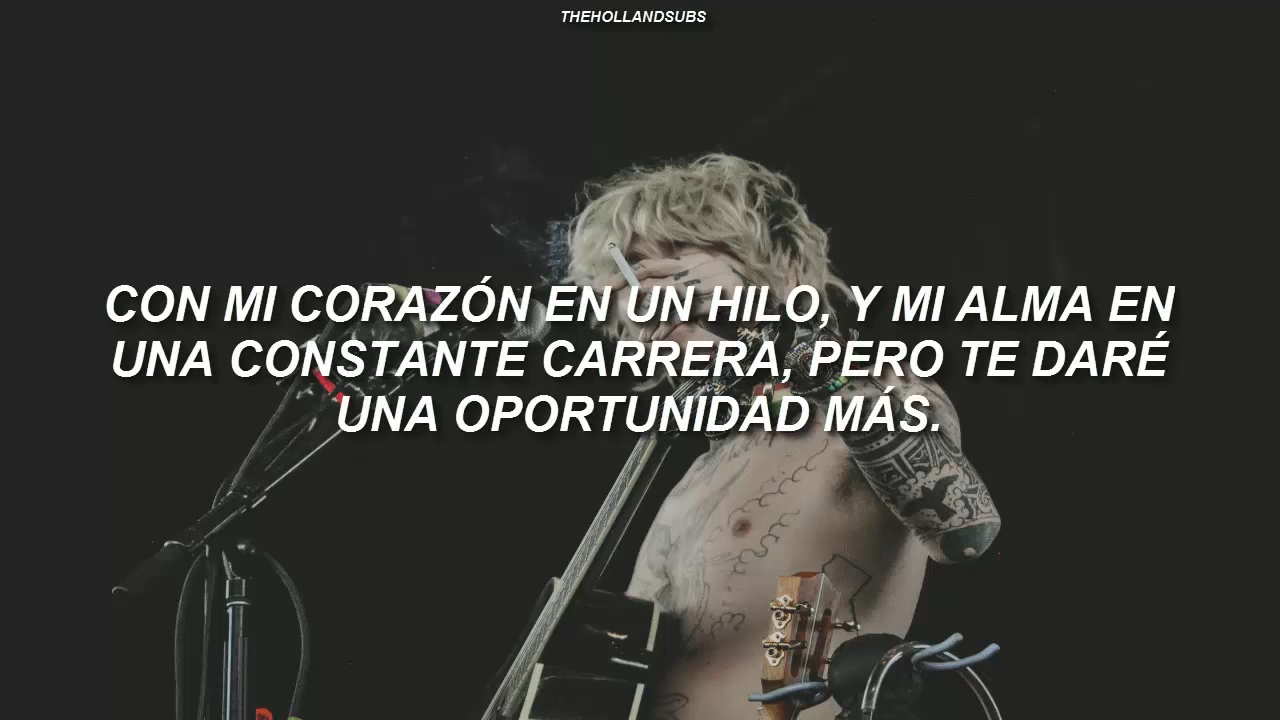 THEHOLLANDSUBS
CON MI CORAZÓN EN UN HILO, Y MI ALMA EN
UNA CONSTANTE CARRERA, PERO TE DARÉ
UNA OPORTUNIDAD MÁS.